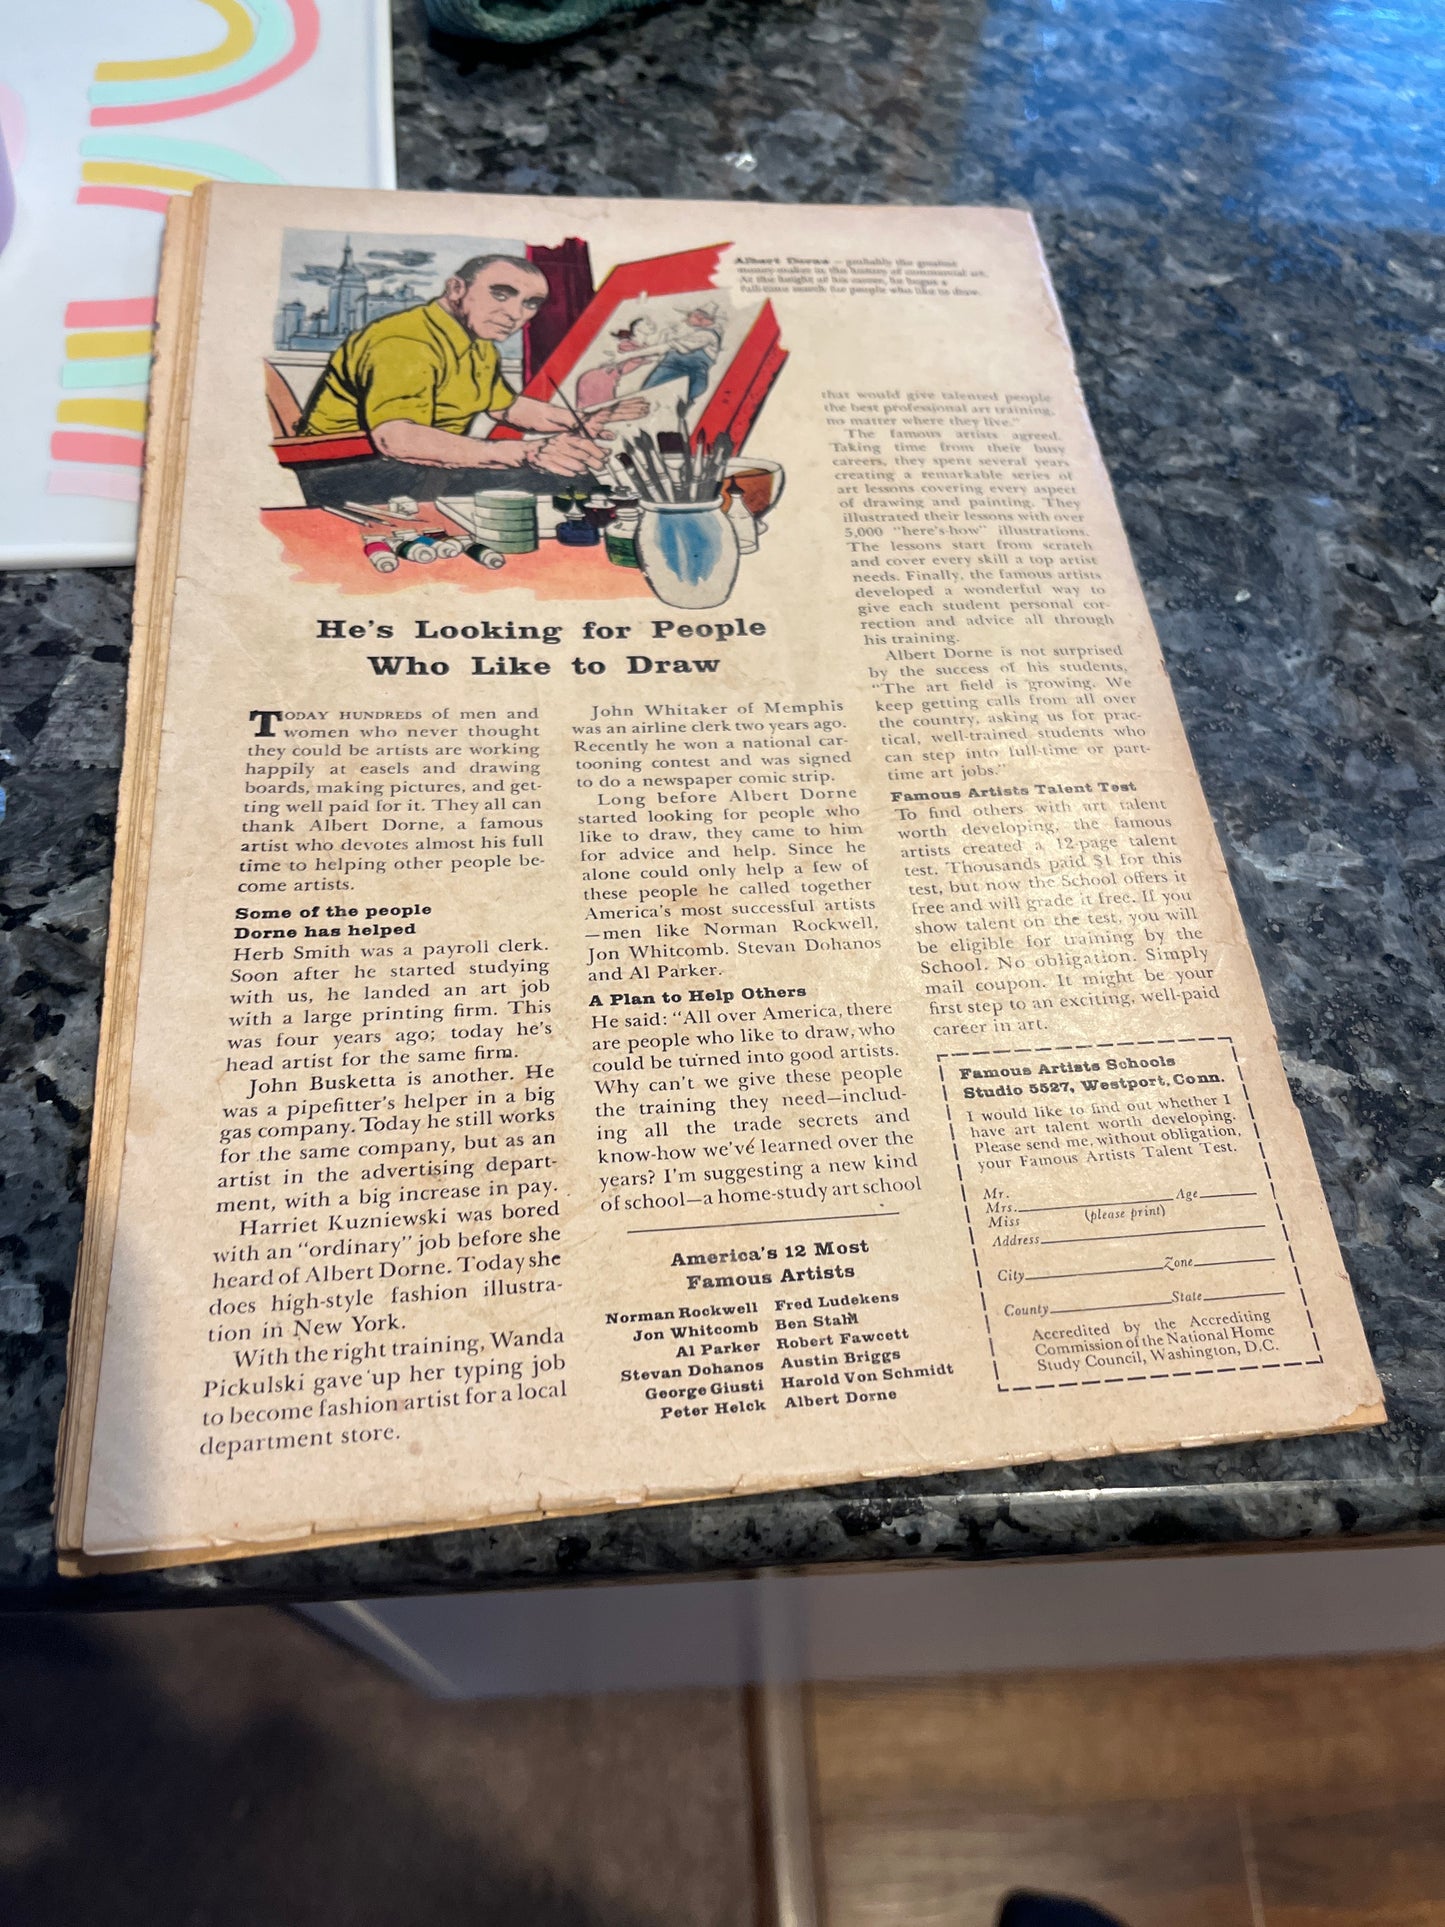 Albert Dorne — probably the greatest
money-maker in the history of commercial art.
At the height of his career, he began a
full-time search for people who like to draw.
He's Looking for People
Who Like to Draw
TODAY HUNDREDS of men and
women who never thought
they could be artists are working
happily at easels and drawing
boards, making pictures, and get-
ting well paid for it. They all can
thank Albert Dorne, a famous
artist who devotes almost his full
time to helping other people be-
come artists.
Some of the people
Dorne has helped
Herb Smith was a payroll clerk.
Soon after he started studying
with us, he landed an art job
with a large printing firm. This
was four years ago; today he's
head artist for the same firm.
John Busketta is another. He
was a pipefitter's helper in a big
gas company. Today he still works
for the same company, but as an
artist in the advertising depart-
ment, with a big increase in pay.
Harriet Kuzniewski was bored
with an "ordinary" job before she
heard of Albert Dorne. Today she
does high-style fashion illustra-
tion in New York.
With the right training, Wanda
Pickulski gave up her typing job
to become fashion artist for a local
department store.
John Whitaker of Memphis
was an airline clerk two years ago.
Recently he won a national car-
tooning contest and was signed
to do a newspaper comic strip.
Long before Albert Dorne
started looking for people who
like to draw, they came to him
for advice and help. Since he
alone could only help a few of
these people he called together
America's most successful artists
—men like Norman Rockwell,
Jon Whitcomb. Stevan Dohanos
and Al Parker.
A Plan to Help Others
He said: "All over America, there
are people who like to draw, who
could be turned into good artists.
Why can't we give these people
the training they need—includ-
ing all the trade secrets and
know-how we've learned over the
years? I'm suggesting a new kind
of school—a home-study art school
that would give talented people
the best professional art training,
no matter where they live."
The famous artists agreed.
Taking time from their busy
careers, they spent several years
creating a remarkable series of
art lessons covering every aspect
of drawing and painting. They
illustrated their lessons with over
5,000 "here's-how" illustrations.
The lessons start from scratch
and cover every skill a top artist
needs. Finally, the famous artists
developed a wonderful way to
give each student personal cor-
rection and advice all through
his training.
Albert Dorne is not surprised
by the success of his students,
"The art field is growing. We
keep getting calls from all over
the country, asking us for prac-
tical, well-trained students who
can step into full-time or part-
time art jobs."
Famous Artists Talent Test
To find others with art talent
worth developing, the famous
artists created a 12-page talent
test. Thousands paid $1 for this
test, but now the School offers it
free and will grade it free. If you
show talent on the test, you will
be eligible for training by the
School. No obligation. Simply
mail coupon. It might be your
first step to an exciting, well-paid
career in art.
America's 12 Most
Famous Artists
Norman Rockwell Fred Ludekens
Jon Whitcomb Ben Stahl
Al Parker Robert Fawcett
Stevan Dohanos Austin Briggs
George Giusti Harold Von Schmidt
Peter Helck Albert Dorne
Famous Artists Schools
Studio 5527, Westport, Conn.
I would like to find out whether I
have art talent worth developing.
Please send me, without obligation,
your Famous Artists Talent Test.
Mr.
Mrs. Age
Miss (please print)
Address
City Zone
County State
Accredited by the Accrediting
Commission of the National Home
Study Council, Washington, D.C.